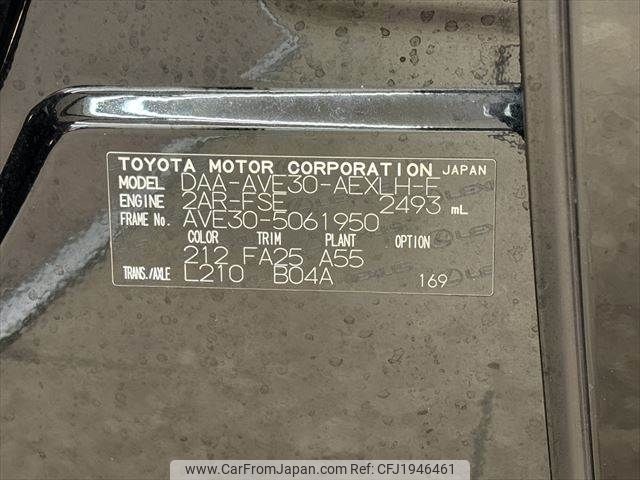 TOYOTA MOTOR CORPORATION JAPAN
MODEL DAA-AVE30-AEXLH-F
ENGINE 2AR-FSE 2493 mL
FRAME No. AVE30-5061950
COLOR TRIM PLANT OPTION
212 FA25 A55
TRANS./AXLE L210 B04A 169
www.CarFromJapan.com - CFJ1946461